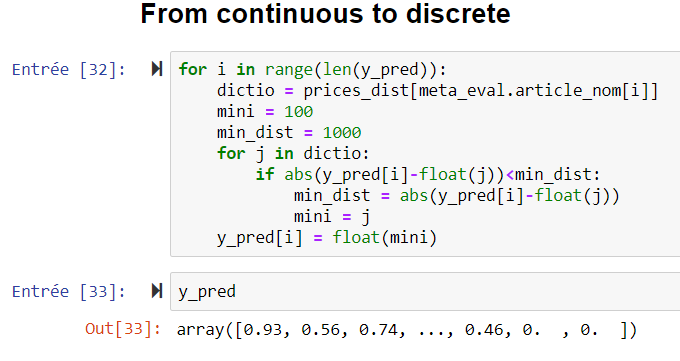 From continuous to discrete
Entrée [32]:
for i in range(len(y_pred)):
    dictio = prices_dist[meta_eval.article_nom[i]]
    mini = 100
    min_dist = 1000
    for j in dictio:
        if abs(y_pred[i]-float(j))<min_dist:
            min_dist = abs(y_pred[i]-float(j))
            mini = j
    y_pred[i] = float(mini)
Entrée [33]: y_pred
Out[33]: array([0.93, 0.56, 0.74, ..., 0.46, 0.  , 0.  ])